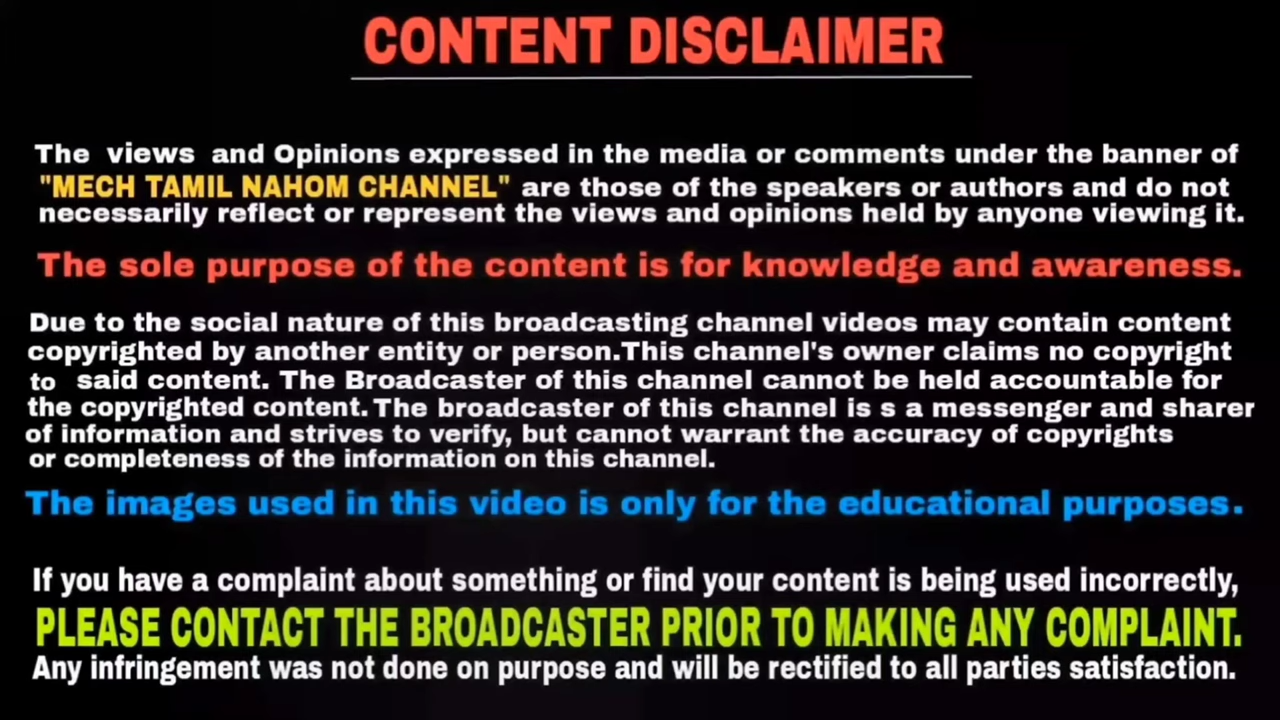 CONTENT DISCLAIMER
The views and Opinions expressed in the media or comments under the banner of
"MECH TAMIL NAHOM CHANNEL" are those of the speakers or authors and do not
necessarily reflect or represent the views and opinions held by anyone viewing it.
The sole purpose of the content is for knowledge and awareness.
Due to the social nature of this broadcasting channel videos may contain content
copyrighted by another entity or person.This channel's owner claims no copyright
to said content. The Broadcaster of this channel cannot be held accountable for
the copyrighted content. The broadcaster of this channel is s a messenger and sharer
of information and strives to verify, but cannot warrant the accuracy of copyrights
or completeness of the information on this channel.
The images used in this video is only for the educational purposes.
If you have a complaint about something or find your content is being used incorrectly,
PLEASE CONTACT THE BROADCASTER PRIOR TO MAKING ANY COMPLAINT.
Any infringement was not done on purpose and will be rectified to all parties satisfaction.